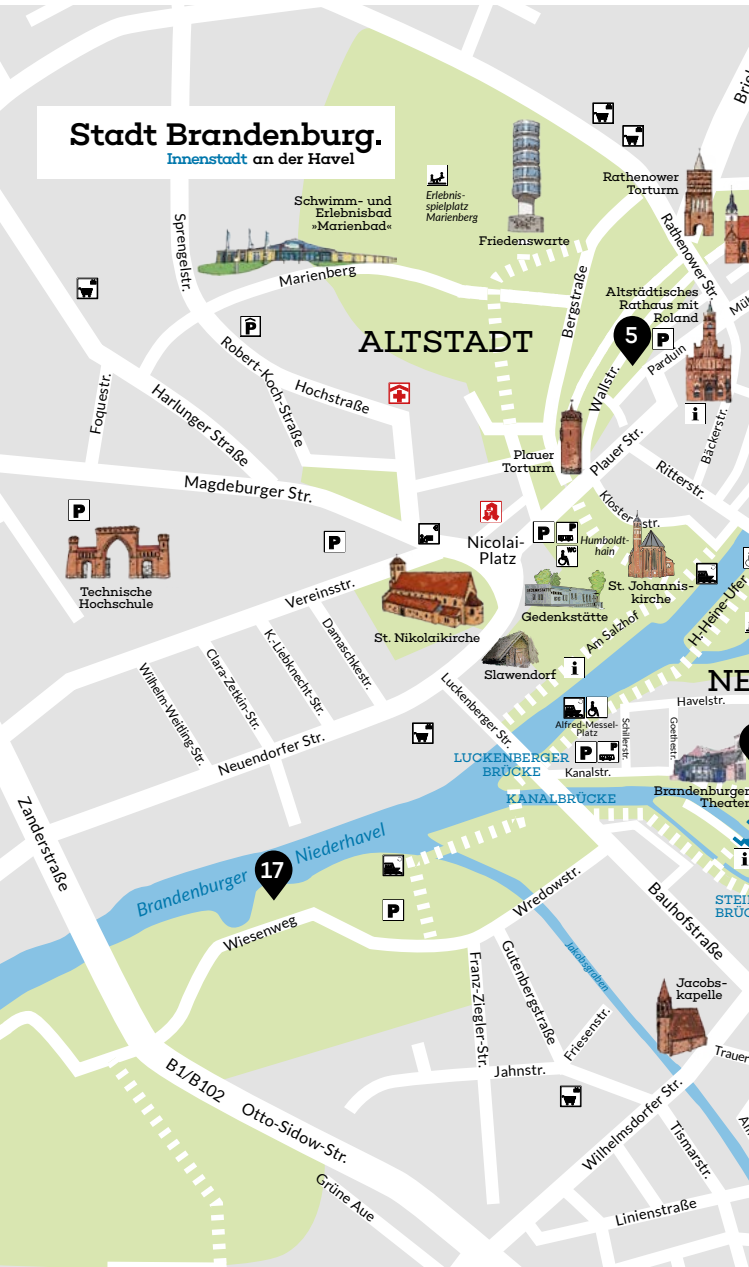 Stadt Brandenburg.
Innenstadt an der Havel
Schwimm- und
Erlebnisbad
»Marienbad«
Erlebnis-
spielplatz
Marienberg
Friedenswarte
Rathenower
Torturm
Rathenower Str.
Sprengelstr.
Marienberg
Bergstraße
Altstädtisches
Rathaus mit
Roland
5
P
Parduin
ALTSTADT
P
Robert-Koch-Straße
Hochstraße
Wallstr.
i
Bäckerstr.
Foquestr.
Harlunger Straße
Plauer
Torturm
Plauer Str.
Ritterstr.
Magdeburger Str.
Klosterstr.
P
P
Nicolai-
Platz
P
P
WC
Humboldt-
hain
St. Johannis-
kirche
H.-Heine-Ufer
Technische
Hochschule
Vereinsstr.
St. Nikolaikirche
Gedenkstätte
Am Salzhof
Slawendorf
i
Damaschkestr.
K.-Liebknecht-Str.
Clara-Zetkin-Str.
Wilhelm-Weitling-Str.
Luckenberger Str.
NE
Havelstr.
Alfred-Messel-
Platz
Schillerstr.
Goethestr.
P
P
Kanalstr.
Neuendorfer Str.
LUCKENBERGER
BRÜCKE
KANALBRÜCKE
Brandenburger
Theater
i
Zanderstraße
Brandenburger Niederhavel
17
P
Wiesenweg
Wredowstr.
Bauhofstraße
Jakobsgraben
Franz-Ziegler-Str.
Gutenbergstraße
Friesenstr.
Jacobs-
kapelle
Jahnstr.
B1/B102
Otto-Sidow-Str.
Grüne Aue
Wilhelmsdorfer Str.
Tismarstr.
Linienstraße